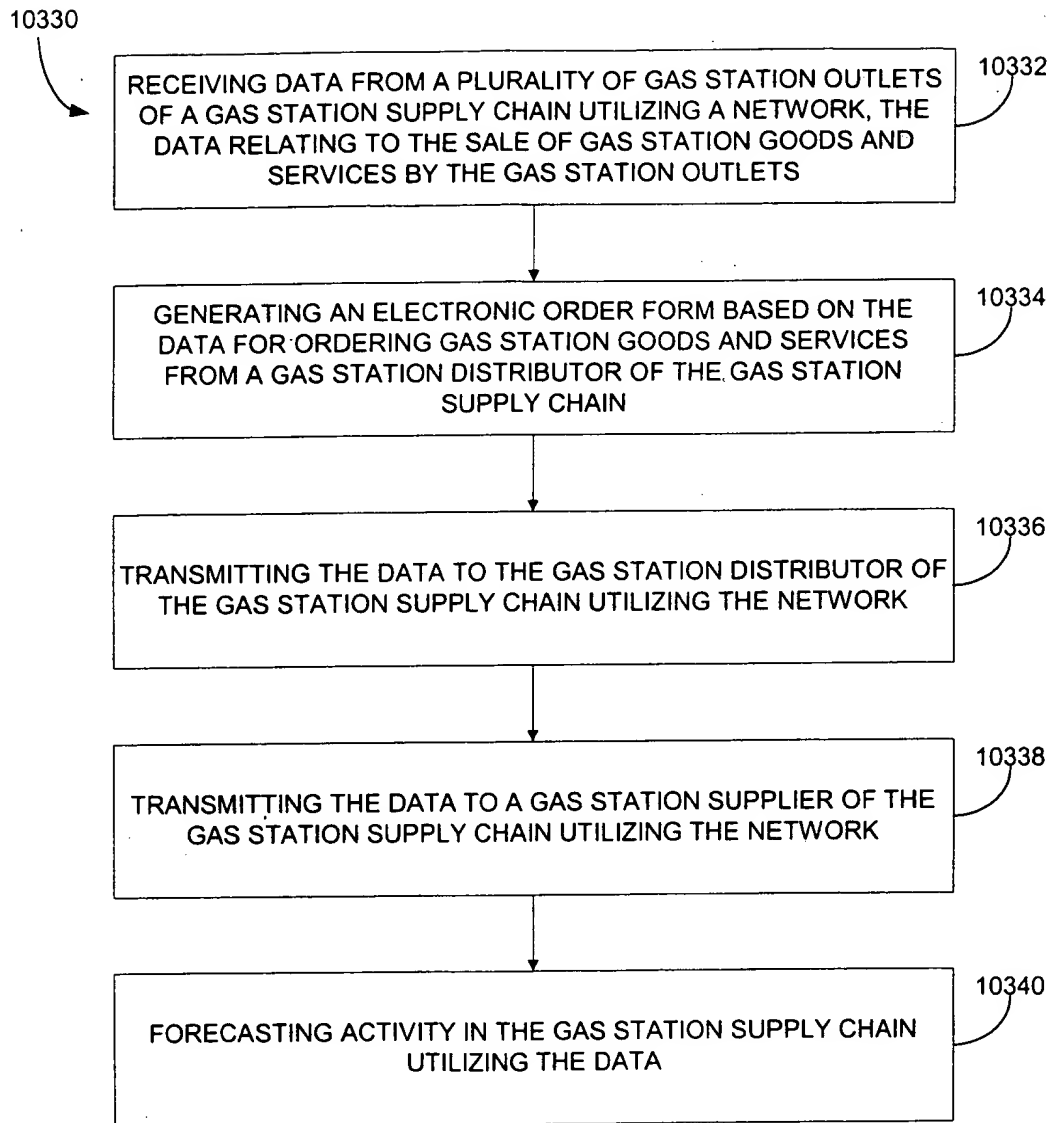 10330
RECEIVING DATA FROM A PLURALITY OF GAS STATION OUTLETS
OF A GAS STATION SUPPLY CHAIN UTILIZING A NETWORK, THE
DATA RELATING TO THE SALE OF GAS STATION GOODS AND
SERVICES BY THE GAS STATION OUTLETS
10332
GENERATING AN ELECTRONIC ORDER FORM BASED ON THE
DATA FOR ORDERING GAS STATION GOODS AND SERVICES
FROM A GAS STATION DISTRIBUTOR OF THE GAS STATION
SUPPLY CHAIN
10334
TRANSMITTING THE DATA TO THE GAS STATION DISTRIBUTOR OF
THE GAS STATION SUPPLY CHAIN UTILIZING THE NETWORK
10336
TRANSMITTING THE DATA TO A GAS STATION SUPPLIER OF THE
GAS STATION SUPPLY CHAIN UTILIZING THE NETWORK
10338
FORECASTING ACTIVITY IN THE GAS STATION SUPPLY CHAIN
UTILIZING THE DATA
10340